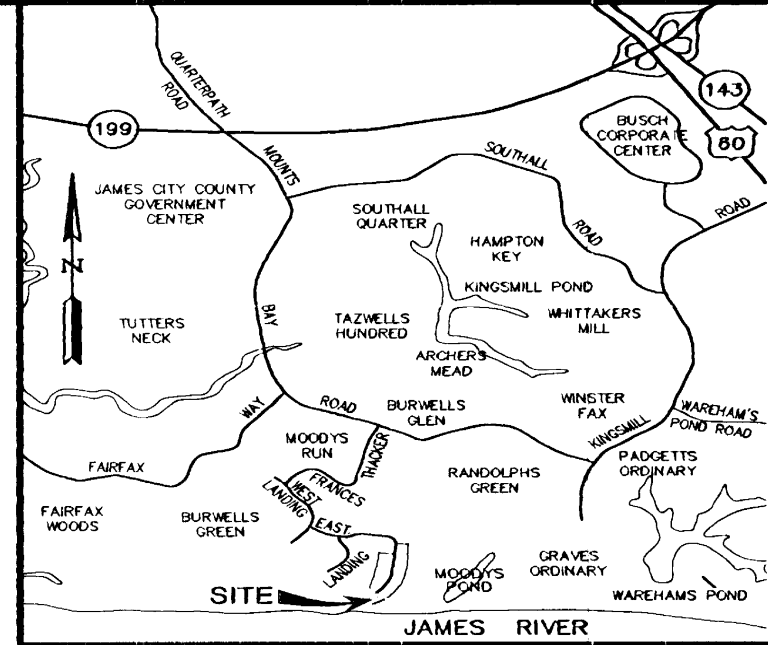 QUARTERPATH
ROAD
143
199
BUSCH
CORPORATE
CENTER
60
MOUNTS
SOUTHALL
JAMES CITY COUNTY
GOVERNMENT
CENTER
ROAD
SOUTHALL
QUARTER
HAMPTON
KEY
ROAD
N
KINGSMILL POND
BAY
TAZWELLS
HUNDRED
WHITTAKERS
MILL
TUTTERS
NECK
ARCHERS
MEAD
WAY
ROAD
BURWELLS
GLEN
WINSTER
FAX
KINGSMILL
WAREHAM'S
POND ROAD
MOODYS
RUN
THACKER
FAIRFAX
FRANCES
RANDOLPHS
GREEN
PADGETTS
ORDINARY
WEST
LANDING
FAIRFAX
WOODS
BURWELLS
GREEN
EAST
LANDING
MOODYS
POND
GRAVES
ORDINARY
WAREHAMS POND
SITE
JAMES RIVER